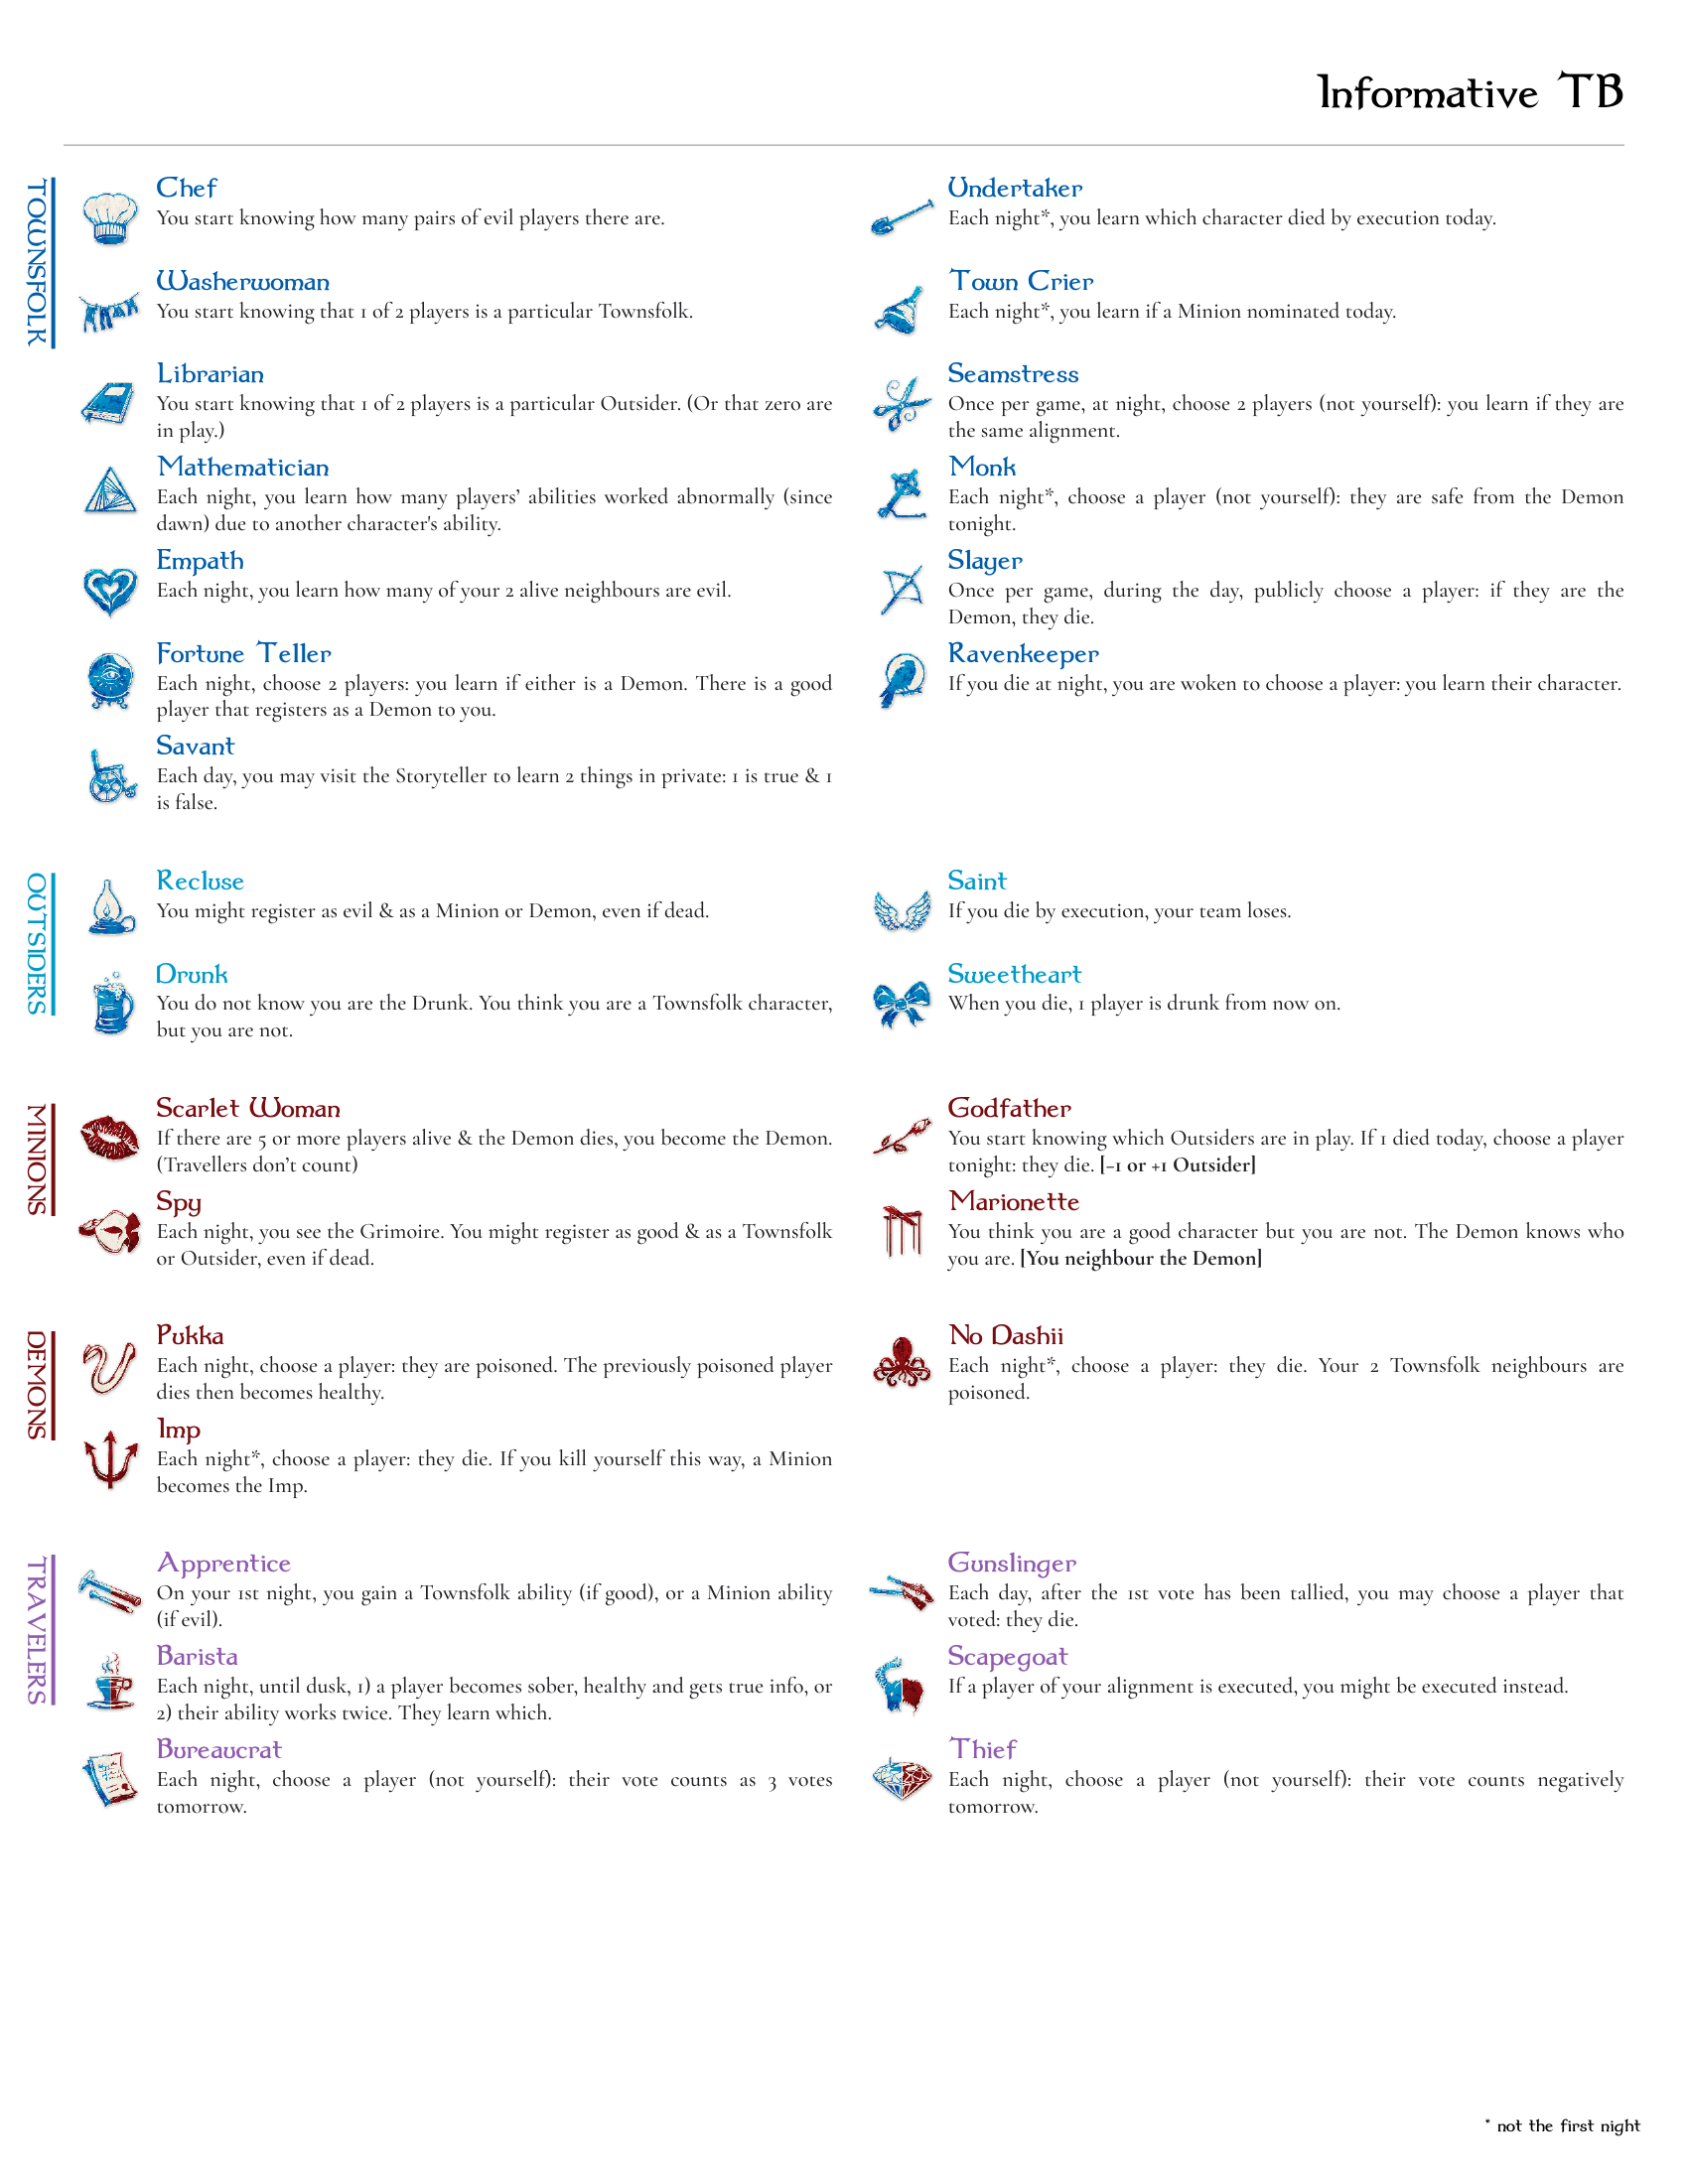 Informative TB
TOWNSFOLK
Chef
You start knowing how many pairs of evil players there are.
Washerwoman
You start knowing that 1 of 2 players is a particular Townsfolk.
Librarian
You start knowing that 1 of 2 players is a particular Outsider. (Or that zero are
in play.)
Mathematician
Each night, you learn how many players’ abilities worked abnormally (since
dawn) due to another character's ability.
Empath
Each night, you learn how many of your 2 alive neighbours are evil.
Fortune Teller
Each night, choose 2 players: you learn if either is a Demon. There is a good
player that registers as a Demon to you.
Savant
Each day, you may visit the Storyteller to learn 2 things in private: 1 is true & 1
is false.
Undertaker
Each night*, you learn which character died by execution today.
Town Crier
Each night*, you learn if a Minion nominated today.
Seamstress
Once per game, at night, choose 2 players (not yourself): you learn if they are
the same alignment.
Monk
Each night*, choose a player (not yourself): they are safe from the Demon
tonight.
Slayer
Once per game, during the day, publicly choose a player: if they are the
Demon, they die.
Ravenkeeper
If you die at night, you are woken to choose a player: you learn their character.
OUTSIDERS
Recluse
You might register as evil & as a Minion or Demon, even if dead.
Drunk
You do not know you are the Drunk. You think you are a Townsfolk character,
but you are not.
Saint
If you die by execution, your team loses.
Sweetheart
When you die, 1 player is drunk from now on.
MINIONS
Scarlet Woman
If there are 5 or more players alive & the Demon dies, you become the Demon.
(Travellers don’t count)
Spy
Each night, you see the Grimoire. You might register as good & as a Townsfolk
or Outsider, even if dead.
Godfather
You start knowing which Outsiders are in play. If 1 died today, choose a player
tonight: they die. [−1 or +1 Outsider]
Marionette
You think you are a good character but you are not. The Demon knows who
you are. [You neighbour the Demon]
DEMONS
Pukka
Each night, choose a player: they are poisoned. The previously poisoned player
dies then becomes healthy.
Imp
Each night*, choose a player: they die. If you kill yourself this way, a Minion
becomes the Imp.
No Dashii
Each night*, choose a player: they die. Your 2 Townsfolk neighbours are
poisoned.
TRAVELERS
Apprentice
On your 1st night, you gain a Townsfolk ability (if good), or a Minion ability
(if evil).
Barista
Each night, until dusk, 1) a player becomes sober, healthy and gets true info, or
2) their ability works twice. They learn which.
Bureaucrat
Each night, choose a player (not yourself): their vote counts as 3 votes
tomorrow.
Gunslinger
Each day, after the 1st vote has been tallied, you may choose a player that
voted: they die.
Scapegoat
If a player of your alignment is executed, you might be executed instead.
Thief
Each night, choose a player (not yourself): their vote counts negatively
tomorrow.
* not the first night